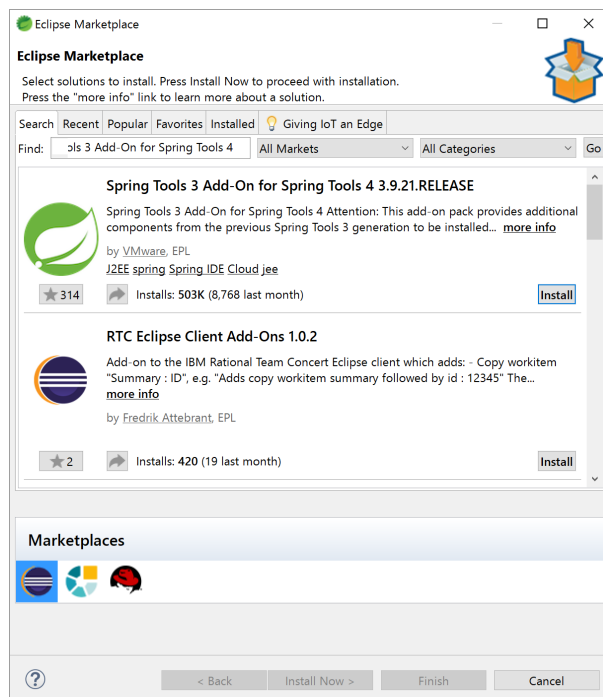 Eclipse Marketplace
Eclipse Marketplace
Select solutions to install. Press Install Now to proceed with installation.
Press the "more info" link to learn more about a solution.
Search Recent Popular Favorites Installed Giving IoT an Edge
Find: ols 3 Add-On for Spring Tools 4 All Markets All Categories Go
Spring Tools 3 Add-On for Spring Tools 4 3.9.21.RELEASE
Spring Tools 3 Add-On for Spring Tools 4 Attention: This add-on pack provides additional
components from the previous Spring Tools 3 generation to be installed... more info
by VMware, EPL
J2EE spring Spring IDE Cloud jee
314 Installs: 503K (8,768 last month) Install
RTC Eclipse Client Add-Ons 1.0.2
Add-on to the IBM Rational Team Concert Eclipse client which adds: - Copy workitem
"Summary : ID", e.g. "Adds copy workitem summary followed by id : 12345" The...
more info
by Fredrik Attebrant, EPL
2 Installs: 420 (19 last month) Install
Marketplaces
? < Back Install Now > Finish Cancel